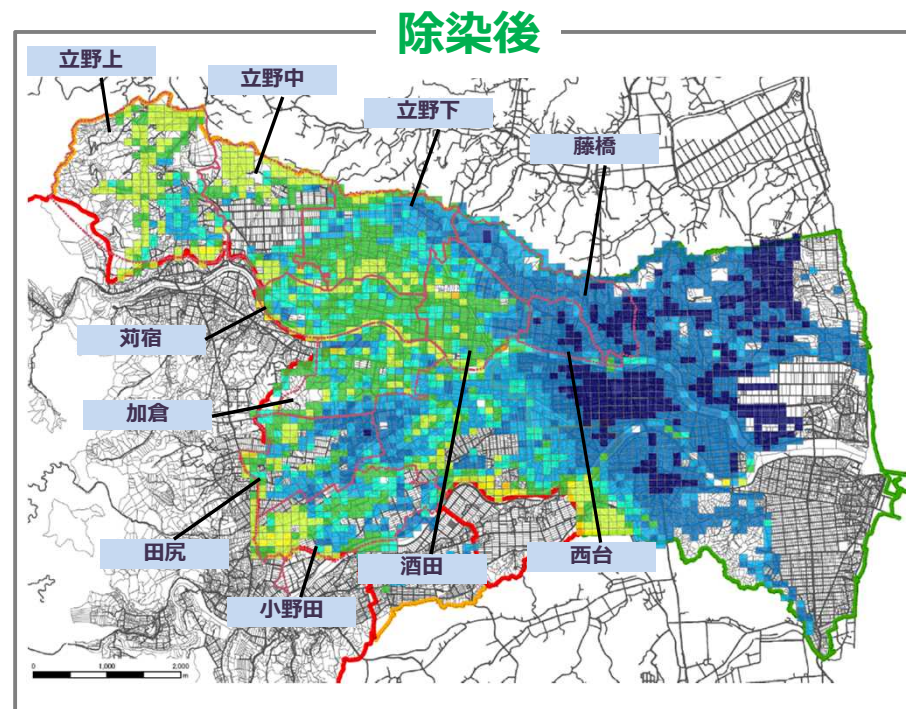 除染後
立野上
立野中
立野下
藤橋
苅宿
加倉
田尻
小野田
酒田
西台
0 1,000 2,000
m